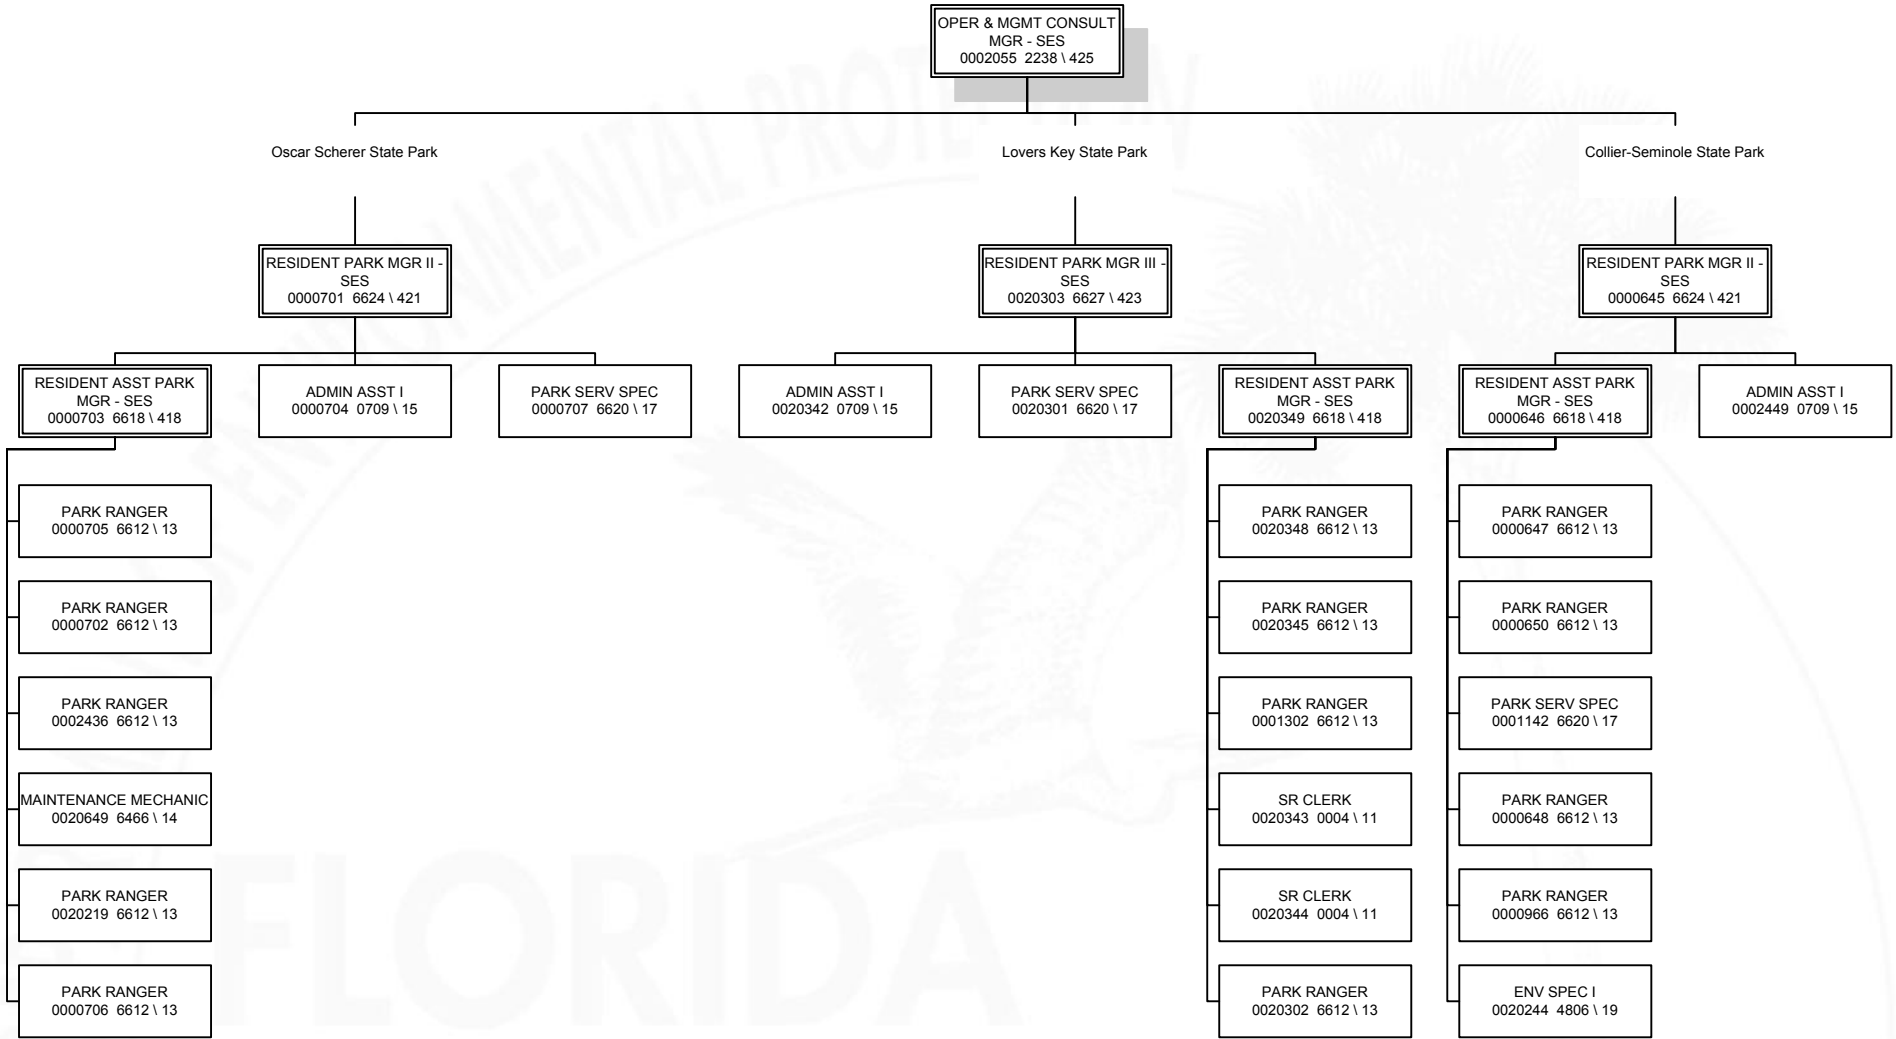 OPER & MGMT CONSULT
MGR - SES
0002055 2238 \ 425
Oscar Scherer State Park
Lovers Key State Park
Collier-Seminole State Park
RESIDENT PARK MGR II -
SES
0000701 6624 \ 421
RESIDENT PARK MGR III -
SES
0020303 6627 \ 423
RESIDENT PARK MGR II -
SES
0000645 6624 \ 421
RESIDENT ASST PARK
MGR - SES
0000703 6618 \ 418
ADMIN ASST I
0000704 0709 \ 15
PARK SERV SPEC
0000707 6620 \ 17
ADMIN ASST I
0020342 0709 \ 15
PARK SERV SPEC
0020301 6620 \ 17
RESIDENT ASST PARK
MGR - SES
0020349 6618 \ 418
RESIDENT ASST PARK
MGR - SES
0000646 6618 \ 418
ADMIN ASST I
0002449 0709 \ 15
PARK RANGER
0000705 6612 \ 13
PARK RANGER
0000702 6612 \ 13
PARK RANGER
0002436 6612 \ 13
MAINTENANCE MECHANIC
0020649 6466 \ 14
PARK RANGER
0020219 6612 \ 13
PARK RANGER
0000706 6612 \ 13
PARK RANGER
0020348 6612 \ 13
PARK RANGER
0020345 6612 \ 13
PARK RANGER
0001302 6612 \ 13
SR CLERK
0020343 0004 \ 11
SR CLERK
0020344 0004 \ 11
PARK RANGER
0020302 6612 \ 13
PARK RANGER
0000647 6612 \ 13
PARK RANGER
0000650 6612 \ 13
PARK SERV SPEC
0001142 6620 \ 17
PARK RANGER
0000648 6612 \ 13
PARK RANGER
0000966 6612 \ 13
ENV SPEC I
0020244 4806 \ 19
FLORIDA